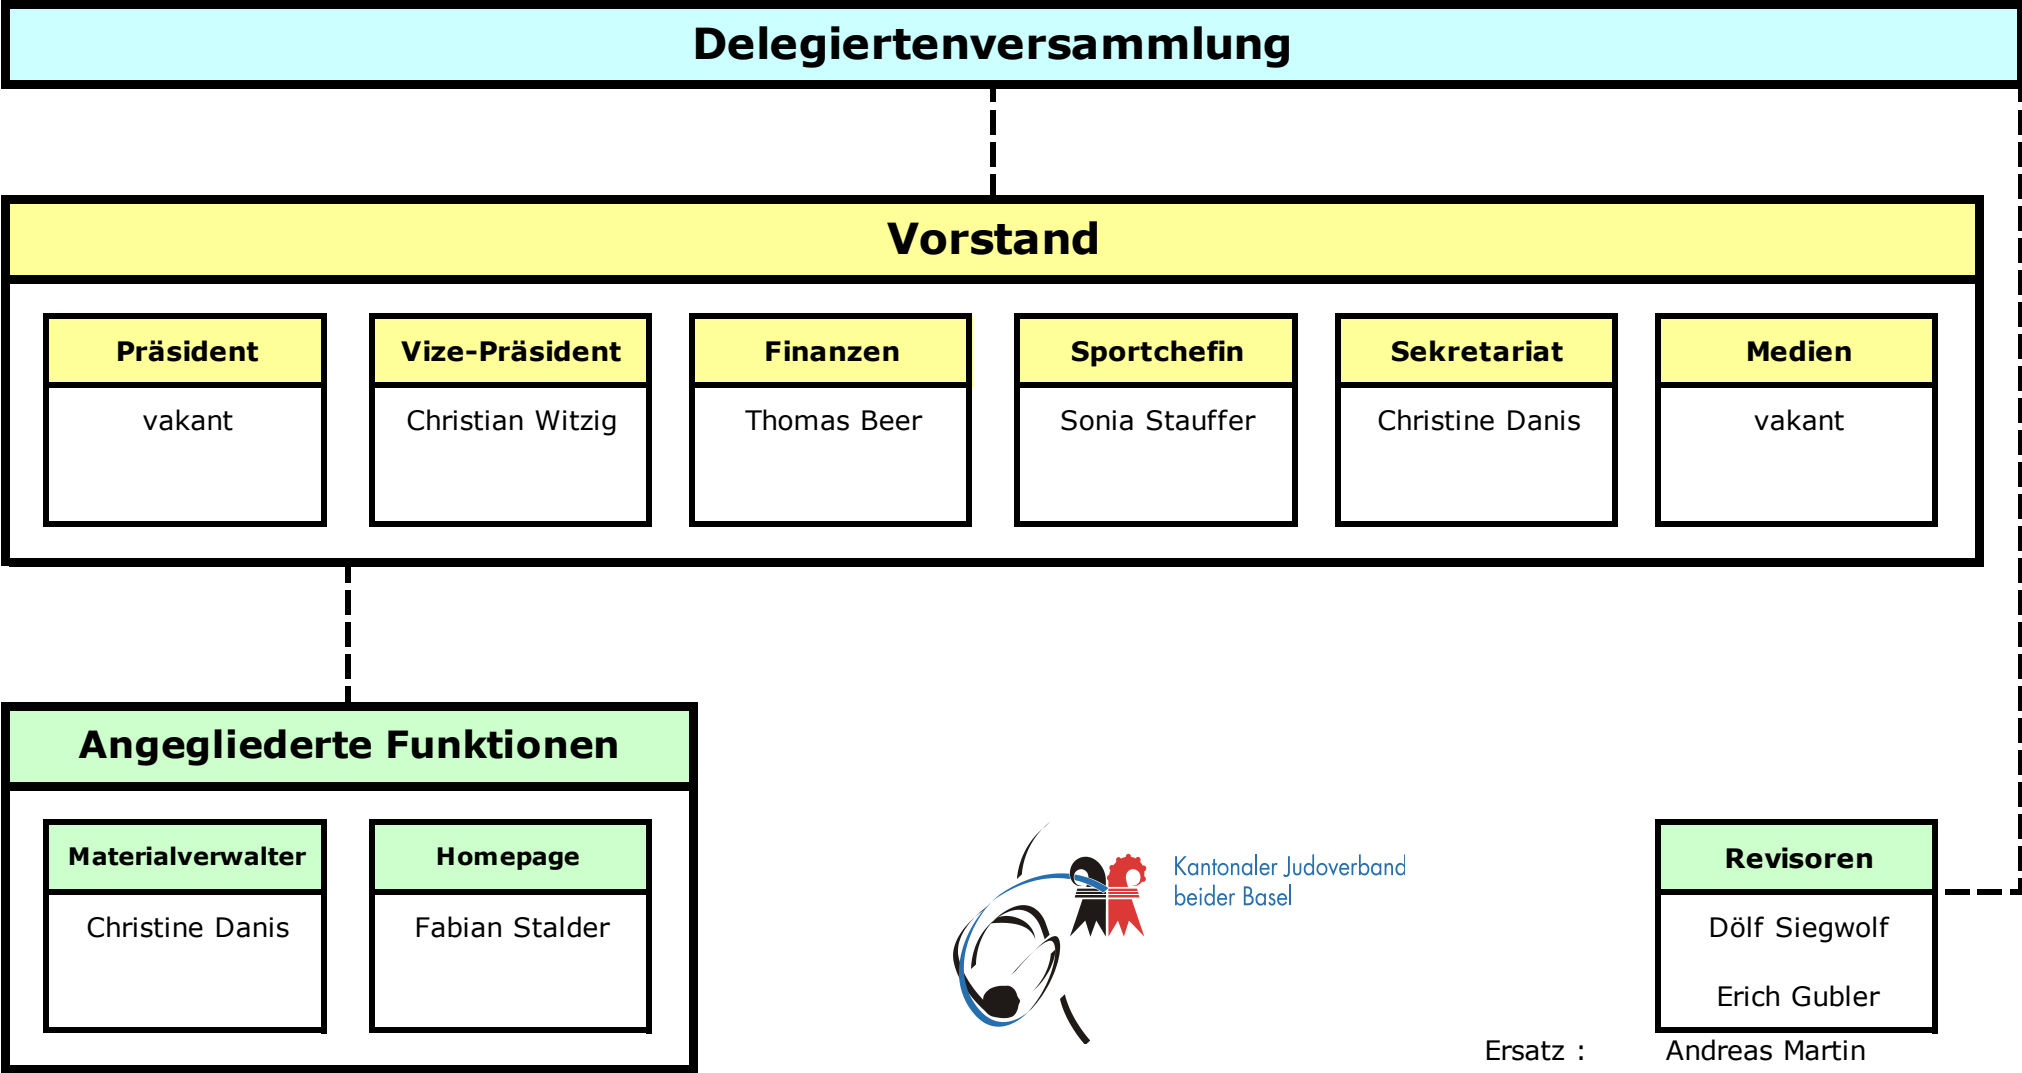 Delegiertenversammlung
Vorstand
Präsident
Vize-Präsident
Finanzen
Sportchefin
Sekretariat
Medien
vakant
Christian Witzig
Thomas Beer
Sonia Stauffer
Christine Danis
vakant
Angegliederte Funktionen
Materialverwalter
Homepage
Christine Danis
Fabian Stalder
Kantonaler Judoverband
beider Basel
Revisoren
Dölf Siegwolf
Erich Gubler
Ersatz : Andreas Martin